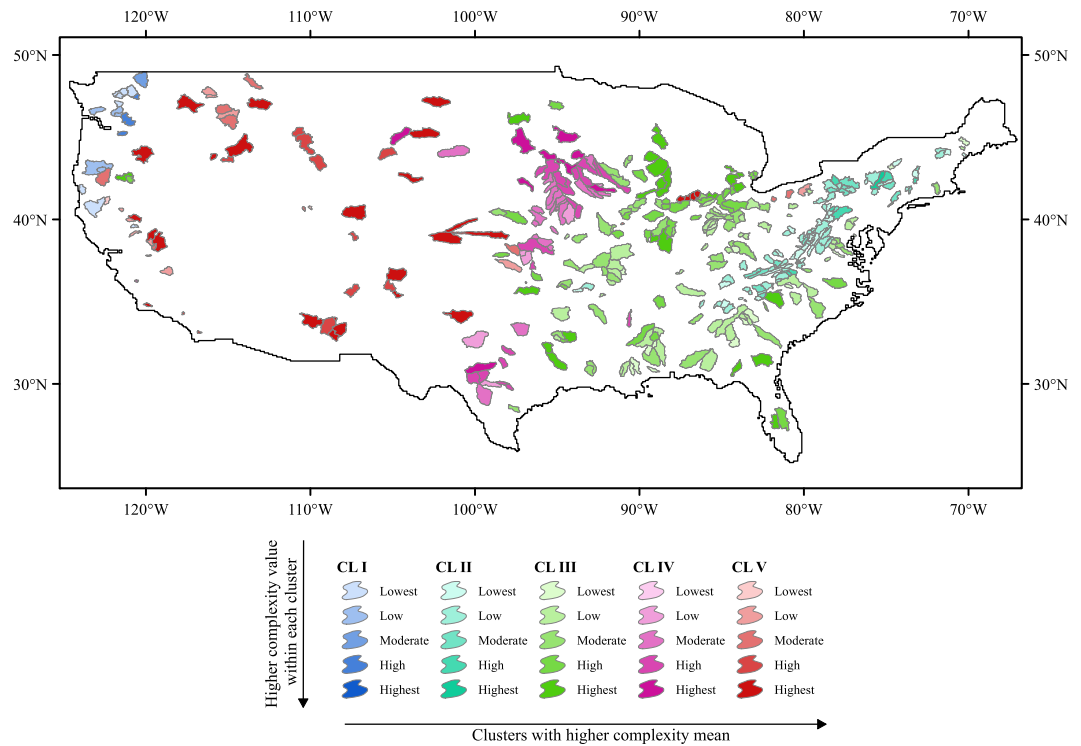 120°W 110°W 100°W 90°W 80°W 70°W
50°N 50°N
40°N 40°N
30°N 30°N
120°W 110°W 100°W 90°W 80°W 70°W
Higher complexity value
within each cluster
CL I CL II CL III CL IV CL V
Lowest Lowest Lowest Lowest Lowest
Low Low Low Low Low
Moderate Moderate Moderate Moderate Moderate
High High High High High
Highest Highest Highest Highest Highest
Clusters with higher complexity mean